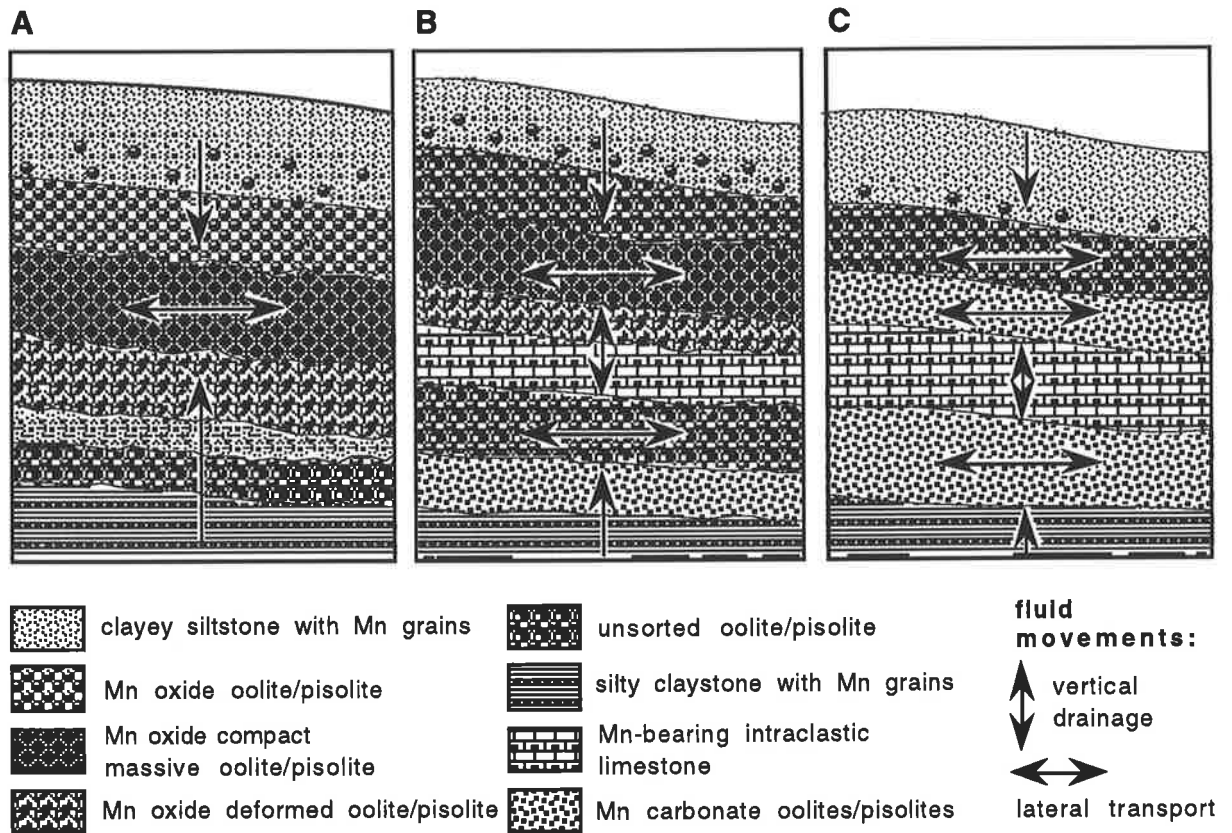 A
B
C
clayey siltstone with Mn grains
Mn oxide oolite/pisolite
Mn oxide compact
massive oolite/pisolite
Mn oxide deformed oolite/pisolite
unsorted oolite/pisolite
silty claystone with Mn grains
Mn-bearing intraclastic
limestone
Mn carbonate oolites/pisolites
fluid
movements:
vertical
drainage
lateral transport